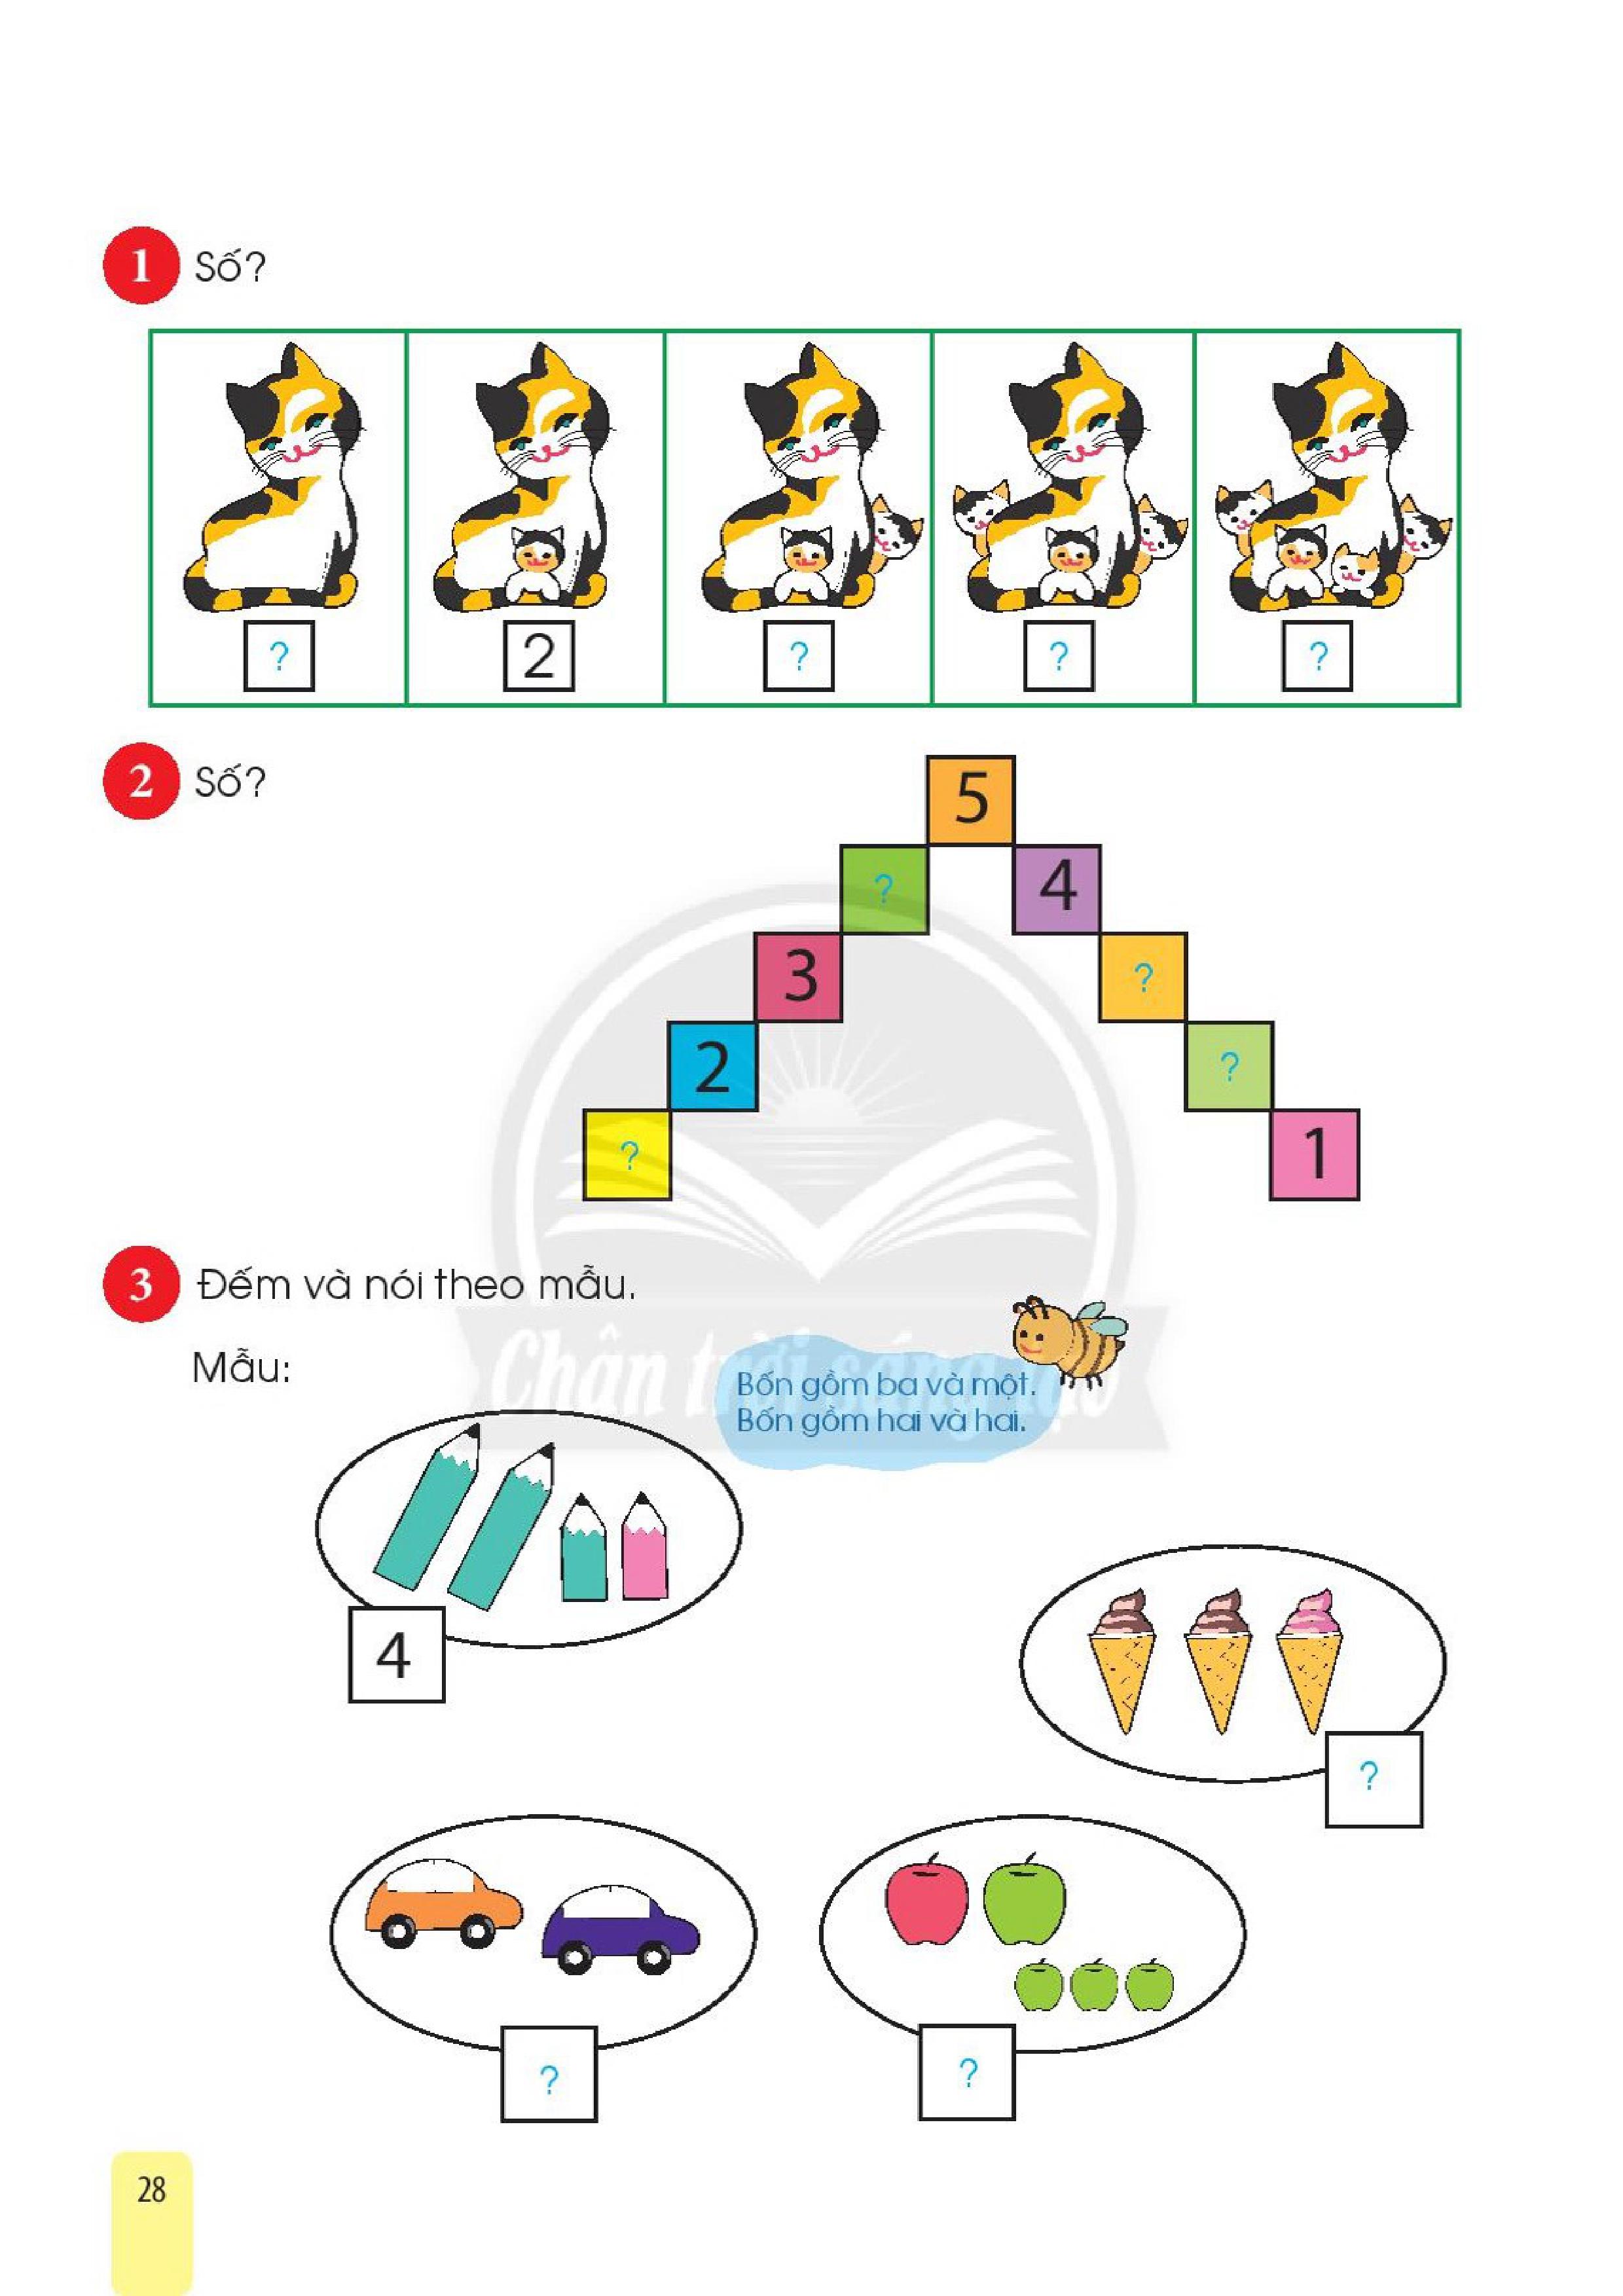 1 Số?
? 2 ? ? ?
2 Số?
5
? 4
3 ?
2 ?
? 1
3 Đếm và nói theo mẫu.
Mẫu:
Bốn gồm ba và một.
Bốn gồm hai và hai.
Chân trời sáng tạo
4
?
? ?
28